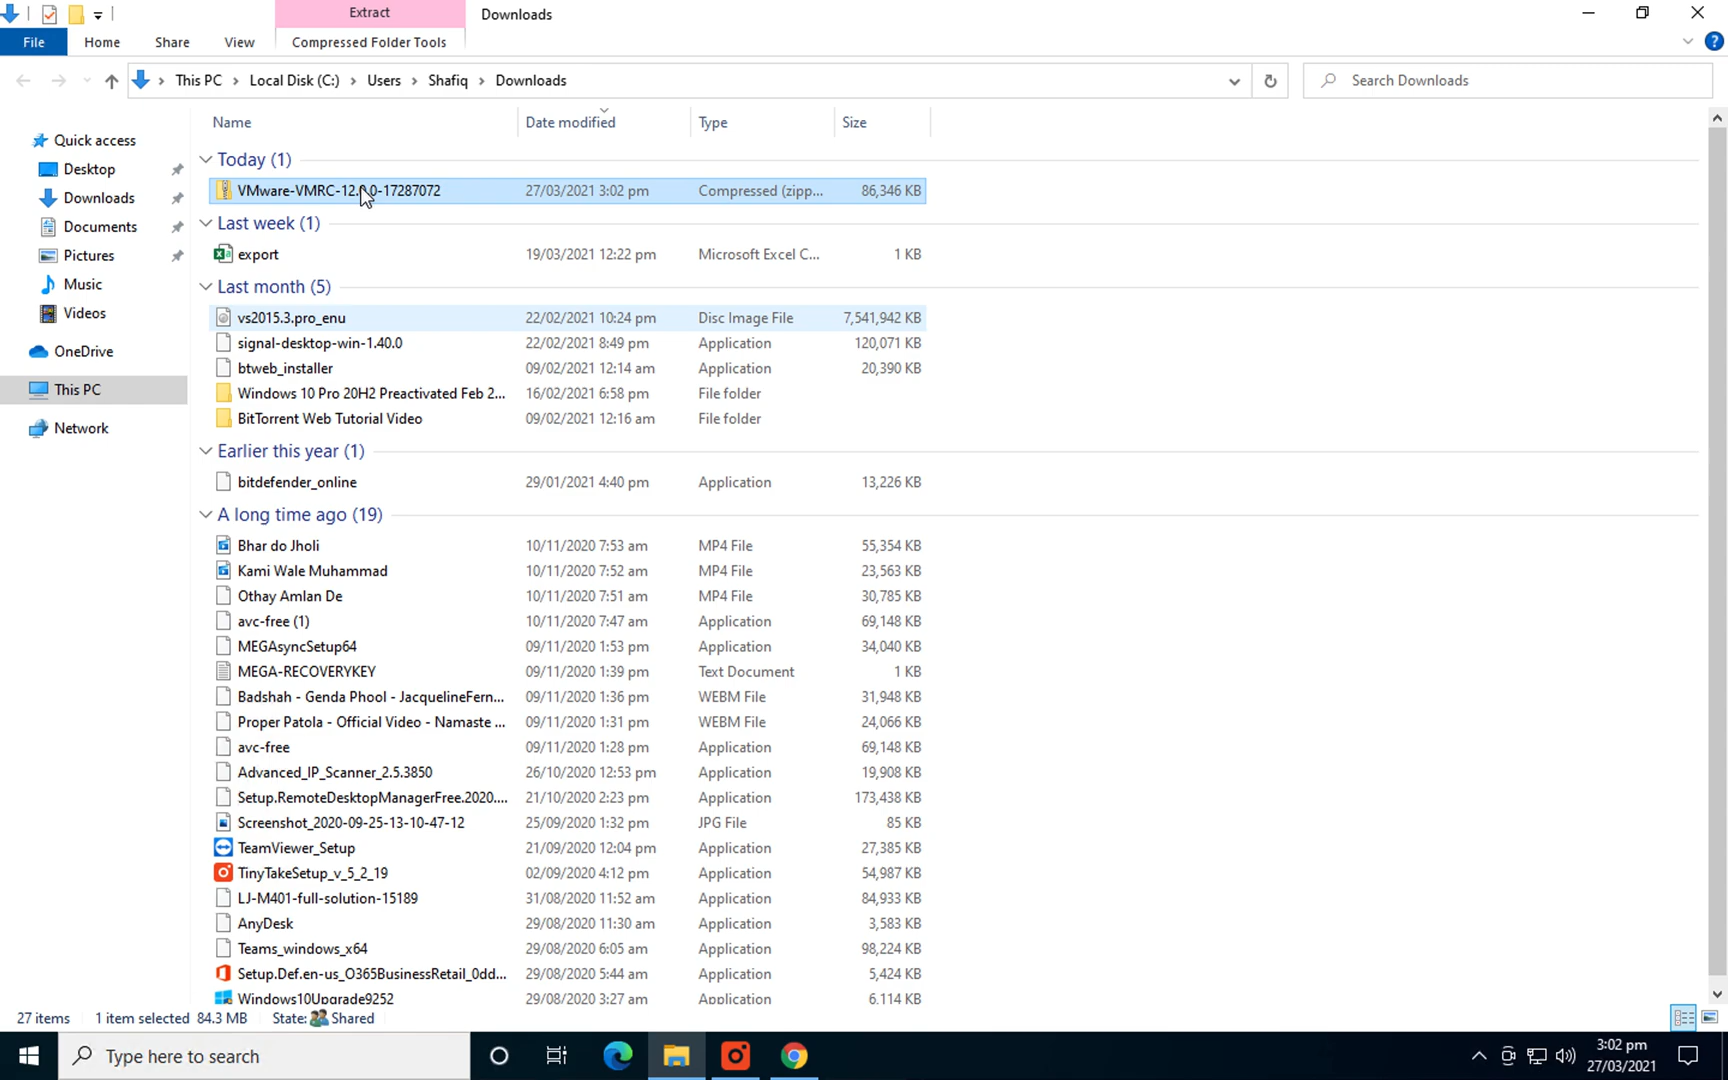 Extract
Downloads
File
Home
Share
View
Compressed Folder Tools
This PC
Local Disk (C:)
Users
Shafiq
Downloads
Search Downloads
Name
Date modified
Type
Size
Quick access
Desktop
Downloads
Documents
Pictures
Music
Videos
OneDrive
This PC
Network
Today (1)
VMware-VMRC-12.0.0-17287072 27/03/2021 3:02 pm Compressed (zipp... 86,346 KB
Last week (1)
export 19/03/2021 12:22 pm Microsoft Excel C... 1 KB
Last month (5)
vs2015.3.pro_enu 22/02/2021 10:24 pm Disc Image File 7,541,942 KB
signal-desktop-win-1.40.0 22/02/2021 8:49 pm Application 120,071 KB
btweb_installer 09/02/2021 12:14 am Application 20,390 KB
Windows 10 Pro 20H2 Preactivated Feb 2... 16/02/2021 6:58 pm File folder
BitTorrent Web Tutorial Video 09/02/2021 12:16 am File folder
Earlier this year (1)
bitdefender_online 29/01/2021 4:40 pm Application 13,226 KB
A long time ago (19)
Bhar do Jholi 10/11/2020 7:53 am MP4 File 55,354 KB
Kami Wale Muhammad 10/11/2020 7:52 am MP4 File 23,563 KB
Othay Amlan De 10/11/2020 7:51 am MP4 File 30,785 KB
avc-free (1) 10/11/2020 7:47 am Application 69,148 KB
MEGAsyncSetup64 09/11/2020 1:53 pm Application 34,040 KB
MEGA-RECOVERYKEY 09/11/2020 1:39 pm Text Document 1 KB
Badshah - Genda Phool - JacquelineFern... 09/11/2020 1:36 pm WEBM File 31,948 KB
Proper Patola - Official Video - Namaste ... 09/11/2020 1:31 pm WEBM File 24,066 KB
avc-free 09/11/2020 1:28 pm Application 69,148 KB
Advanced_IP_Scanner_2.5.3850 26/10/2020 12:53 pm Application 19,908 KB
Setup.RemoteDesktopManagerFree.2020.... 21/10/2020 2:23 pm Application 173,438 KB
Screenshot_2020-09-25-13-10-47-12 25/09/2020 1:32 pm JPG File 85 KB
TeamViewer_Setup 21/09/2020 12:04 pm Application 27,385 KB
TinyTakeSetup_v_5_2_19 02/09/2020 4:12 pm Application 54,987 KB
LJ-M401-full-solution-15189 31/08/2020 11:52 am Application 84,933 KB
AnyDesk 29/08/2020 11:30 am Application 3,583 KB
Teams_windows_x64 29/08/2020 6:05 am Application 98,224 KB
Setup.Def.en-us_O365BusinessRetail_0dd... 29/08/2020 5:44 am Application 5,424 KB
Windows10Upgrade9252 29/08/2020 3:27 am Application 6,114 KB
27 items 1 item selected 84.3 MB State: Shared
Type here to search
3:02 pm
27/03/2021